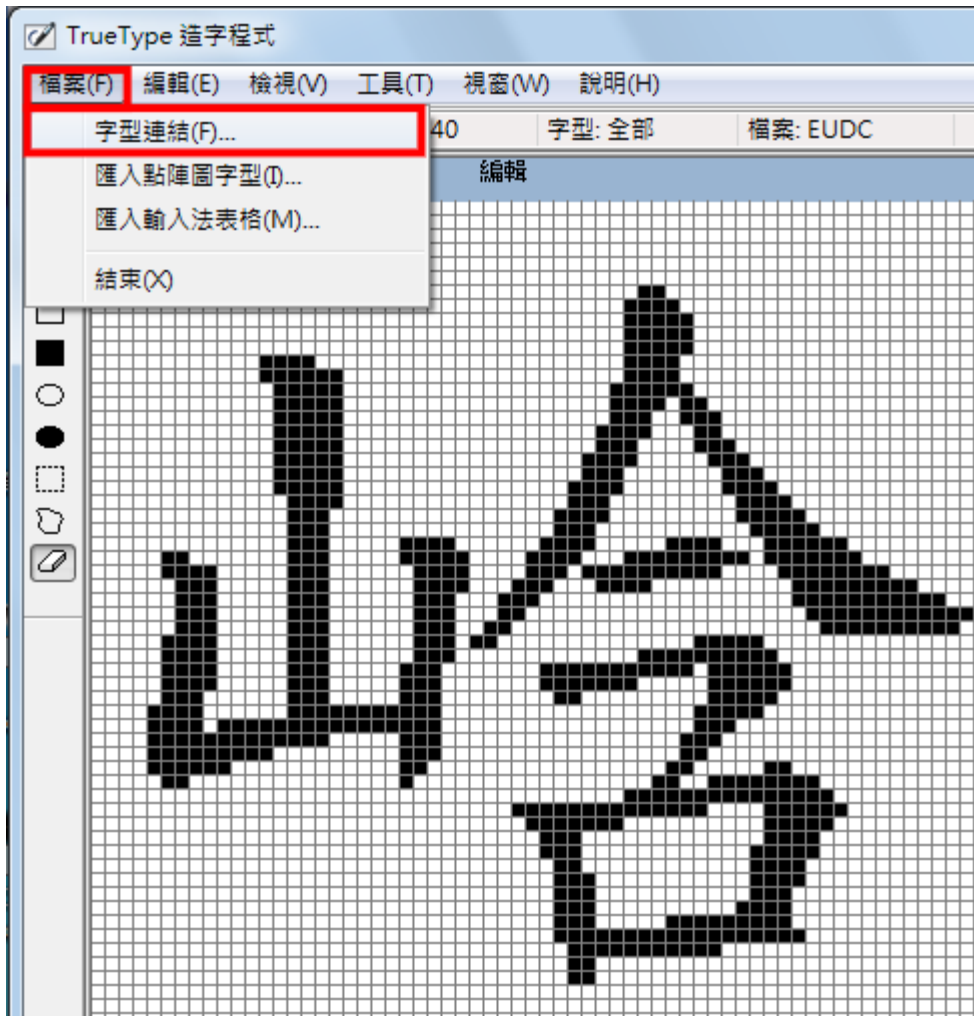 TrueType 造字程式
檔案(F) 編輯(E) 檢視(V) 工具(T) 視窗(W) 說明(H)
字型連結(F)... 40 字型: 全部 檔案: EUDC
匯入點陣圖字型(I)... 編輯
匯入輸入法表格(M)...
結束(X)